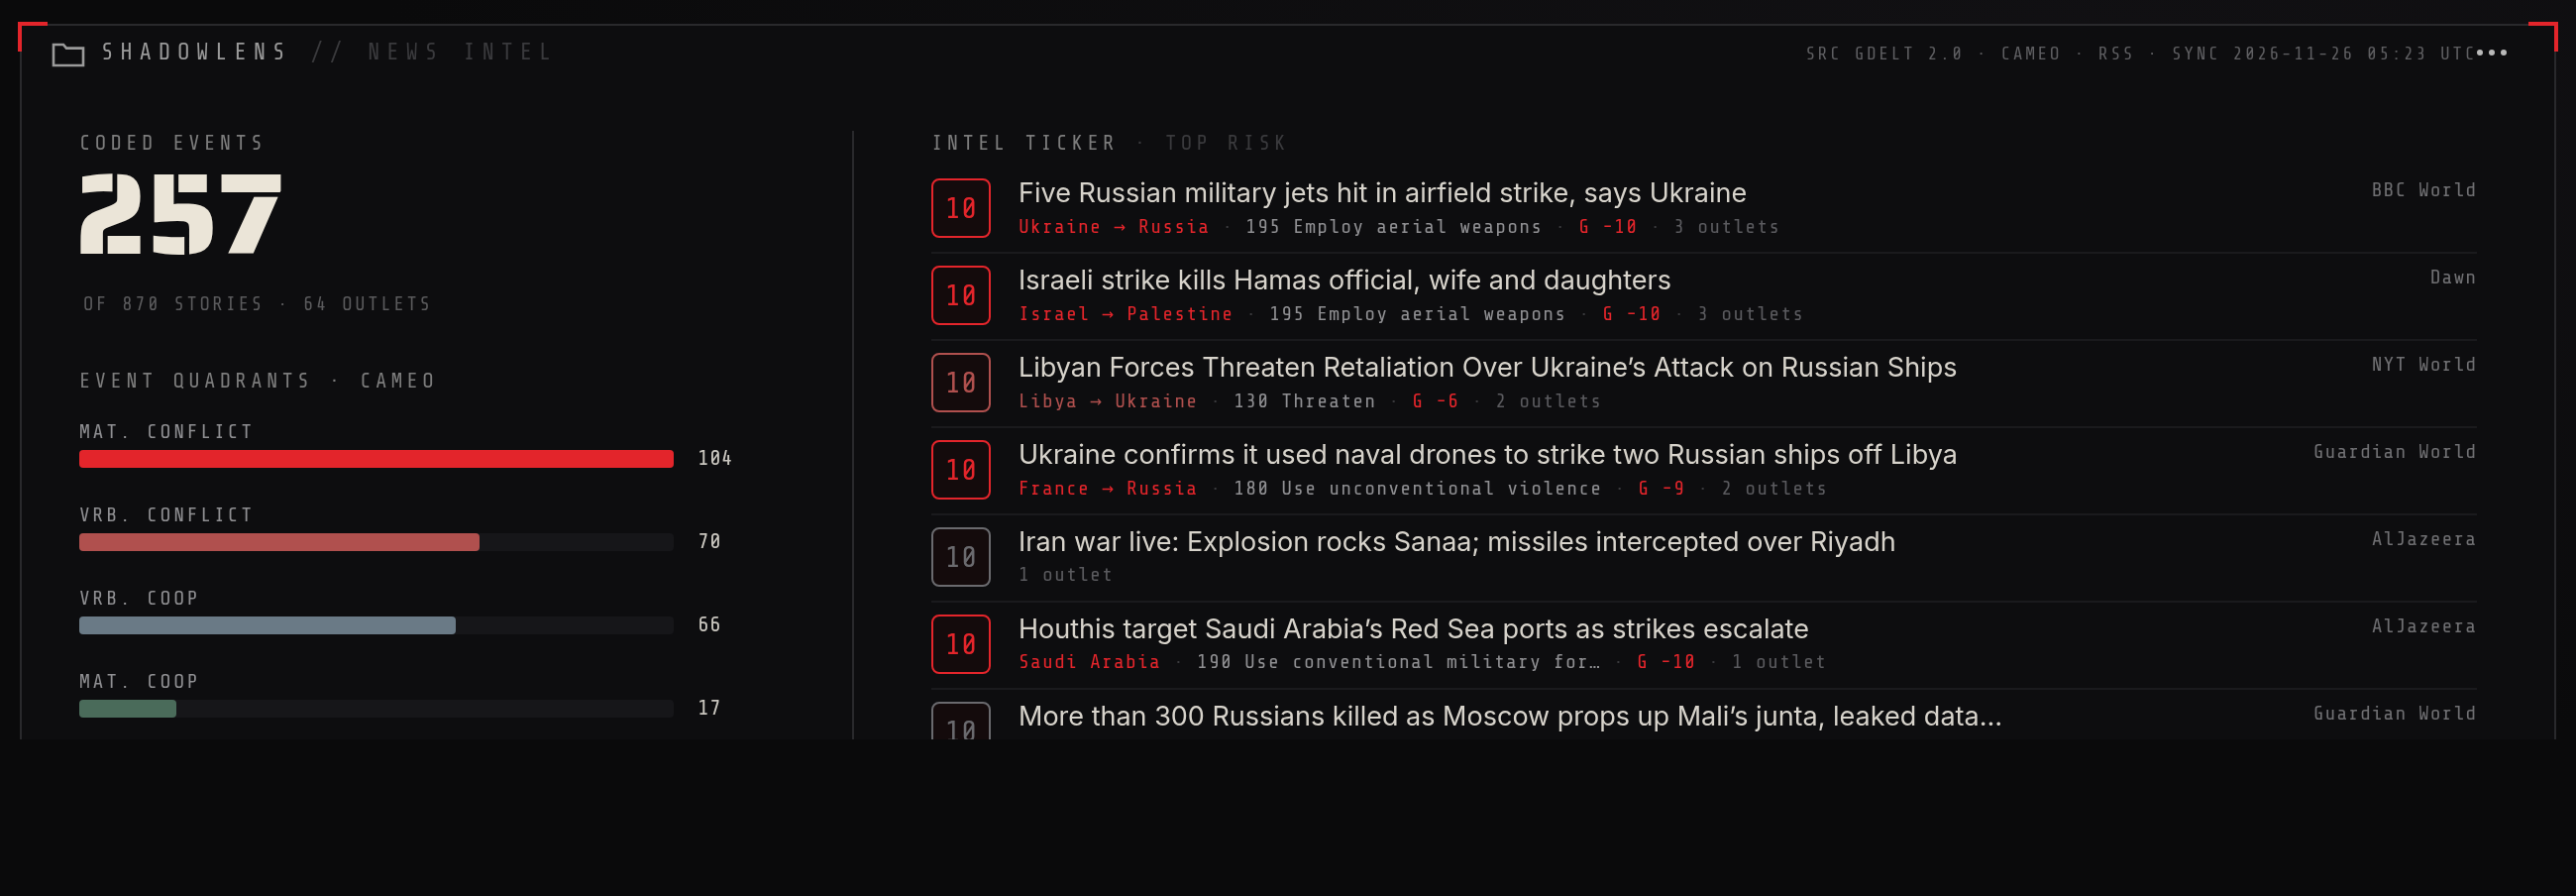 SHADOWLENS // NEWS INTEL
SRC GDELT 2.0 · CAMEO · RSS · SYNC 2026-11-26 05:23 UTC
CODED EVENTS
257
OF 870 STORIES · 64 OUTLETS
EVENT QUADRANTS · CAMEO
MAT. CONFLICT
104
VRB. CONFLICT
70
VRB. COOP
66
MAT. COOP
17
INTEL TICKER · TOP RISK
10 Five Russian military jets hit in airfield strike, says Ukraine BBC World
Ukraine → Russia · 195 Employ aerial weapons · G -10 · 3 outlets
10 Israeli strike kills Hamas official, wife and daughters Dawn
Israel → Palestine · 195 Employ aerial weapons · G -10 · 3 outlets
10 Libyan Forces Threaten Retaliation Over Ukraine’s Attack on Russian Ships NYT World
Libya → Ukraine · 130 Threaten · G -6 · 2 outlets
10 Ukraine confirms it used naval drones to strike two Russian ships off Libya Guardian World
France → Russia · 180 Use unconventional violence · G -9 · 2 outlets
10 Iran war live: Explosion rocks Sanaa; missiles intercepted over Riyadh AlJazeera
1 outlet
10 Houthis target Saudi Arabia’s Red Sea ports as strikes escalate AlJazeera
Saudi Arabia · 190 Use conventional military for… · G -10 · 1 outlet
10 More than 300 Russians killed as Moscow props up Mali’s junta, leaked data… Guardian World